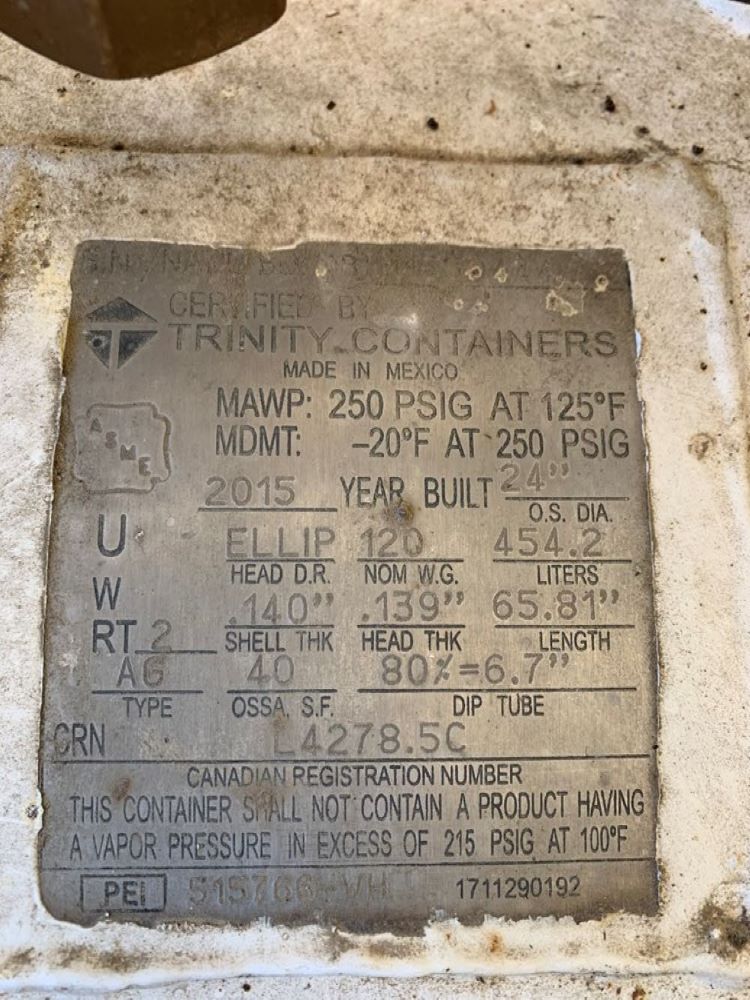 CERTIFIED BY
TRINITY CONTAINERS
MADE IN MEXICO
MAWP: 250 PSIG AT 125°F
MDMT: -20°F AT 250 PSIG
ASME
2015 YEAR BUILT 24"
O.S. DIA.
U ELLIP 120 454.2
HEAD D.R. NOM W.G. LITERS
W .140" .139" 65.81"
RT 2 SHELL THK HEAD THK LENGTH
AG 40 80%=6.7"
TYPE OSSA. S.F. DIP TUBE
CRN L4278.5C
CANADIAN REGISTRATION NUMBER
THIS CONTAINER SHALL NOT CONTAIN A PRODUCT HAVING
A VAPOR PRESSURE IN EXCESS OF 215 PSIG AT 100°F
PEI 515766-VH 1711290192